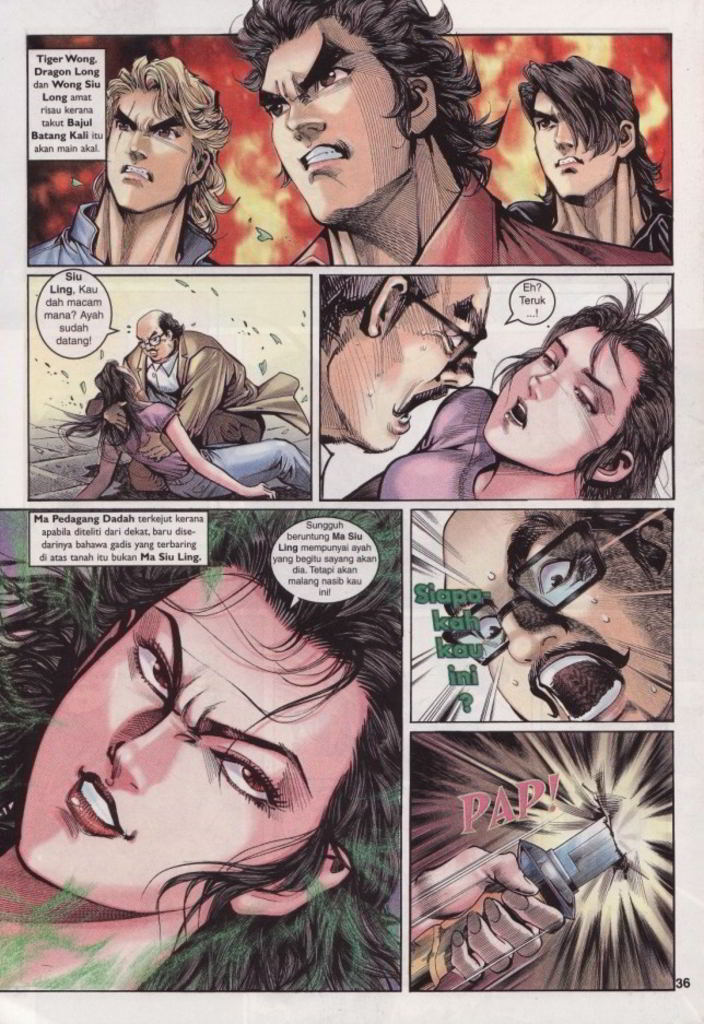 Tiger Wong,
Dragon Long
dan Wong Siu
Long amat
risau kerana
takut Bajul
Batang Kali itu
akan main akal.
Siu
Ling, Kau
dah macam
mana? Ayah
sudah
datang!
Eh?
Teruk
...!
Ma Pedagang Dadah terkejut kerana
apabila diteliti dari dekat, baru dise-
darinya bahawa gadis yang terbaring
di atas tanah itu bukan Ma Siu Ling.
Sungguh
beruntung Ma Siu
Ling mempunyai ayah
yang begitu sayang akan
dia. Tetapi akan
malang nasib kau
ini!
Siapa-
kah
kau
ini
?
PAP!
36